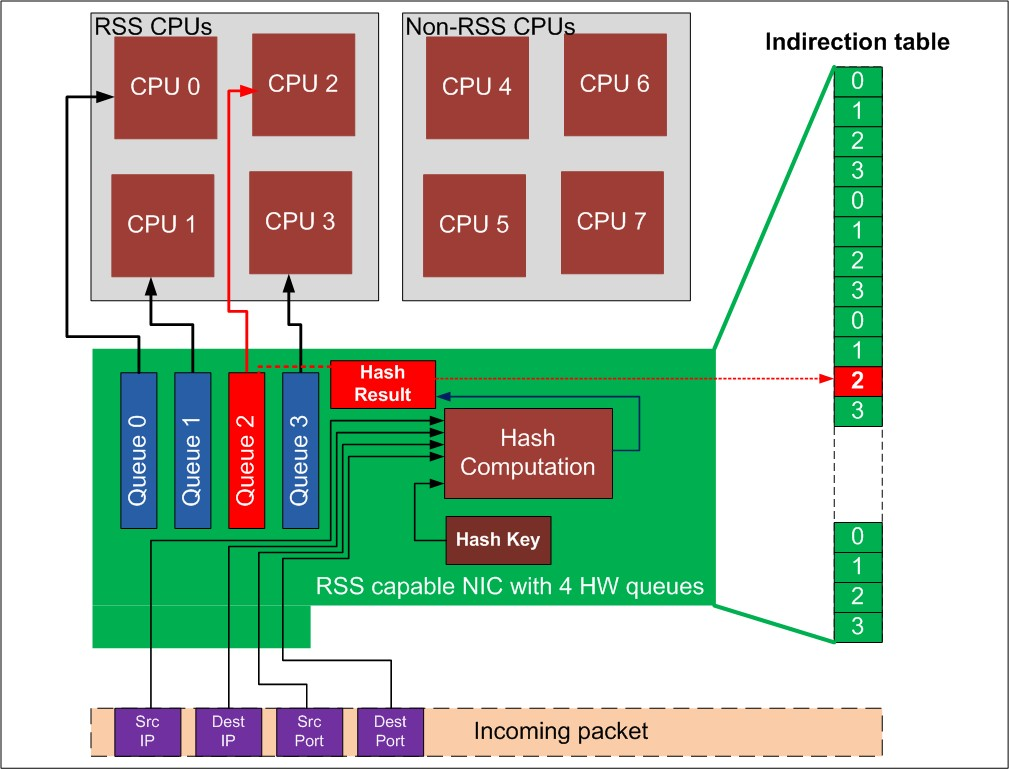 RSS CPUs
Non-RSS CPUs
Indirection table
CPU 0
CPU 2
CPU 4
CPU 6
CPU 1
CPU 3
CPU 5
CPU 7
0
1
2
3
0
1
2
3
0
1
2
3
0
1
2
3
Queue 0
Queue 1
Queue 2
Queue 3
Hash
Result
Hash
Computation
Hash Key
RSS capable NIC with 4 HW queues
Src
IP
Dest
IP
Src
Port
Dest
Port
Incoming packet